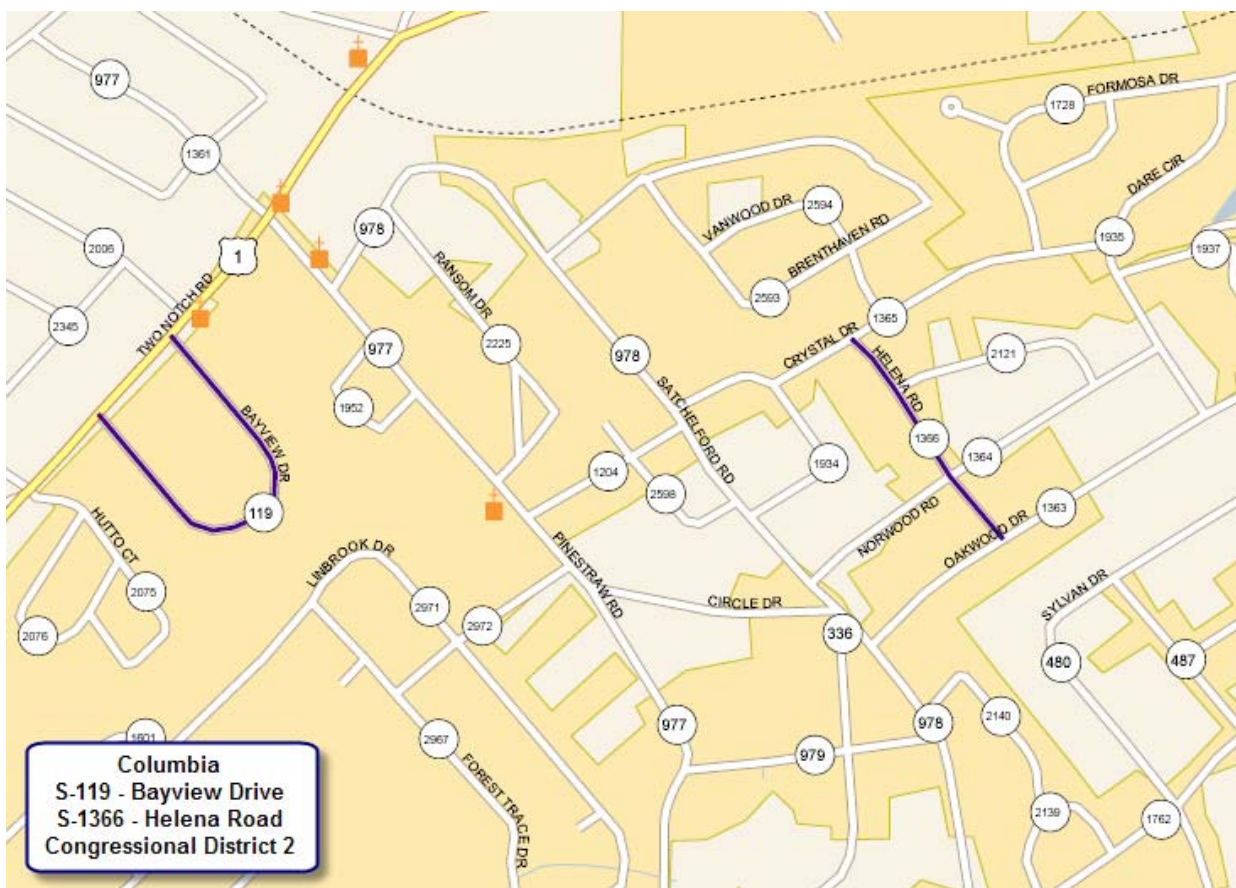 977
1361
FORMOSA DR
1728
DARE CIR
2006
978
VANWOOD DR
2594
1
BRENTHAVEN RD
1935
1937
RANSOM DR
TWO NOTCH RD
2345
2593
1365
977
2225
978
CRYSTAL DR
HELENA RD
2121
1952
SATCHELFORD RD
BAYVIEW DR
1366
1364
1204
1934
2598
119
NORWOOD RD
1363
OAKWOOD DR
HUTTO CT
PINESTRAW RD
LINBROOK DR
2075
2971
CIRCLE DR
SYLVAN DR
2076
2972
336
480
487
977
978
2140
1601
2967
979
FOREST TRACE DR
2139
1762
Columbia
S-119 - Bayview Drive
S-1366 - Helena Road
Congressional District 2